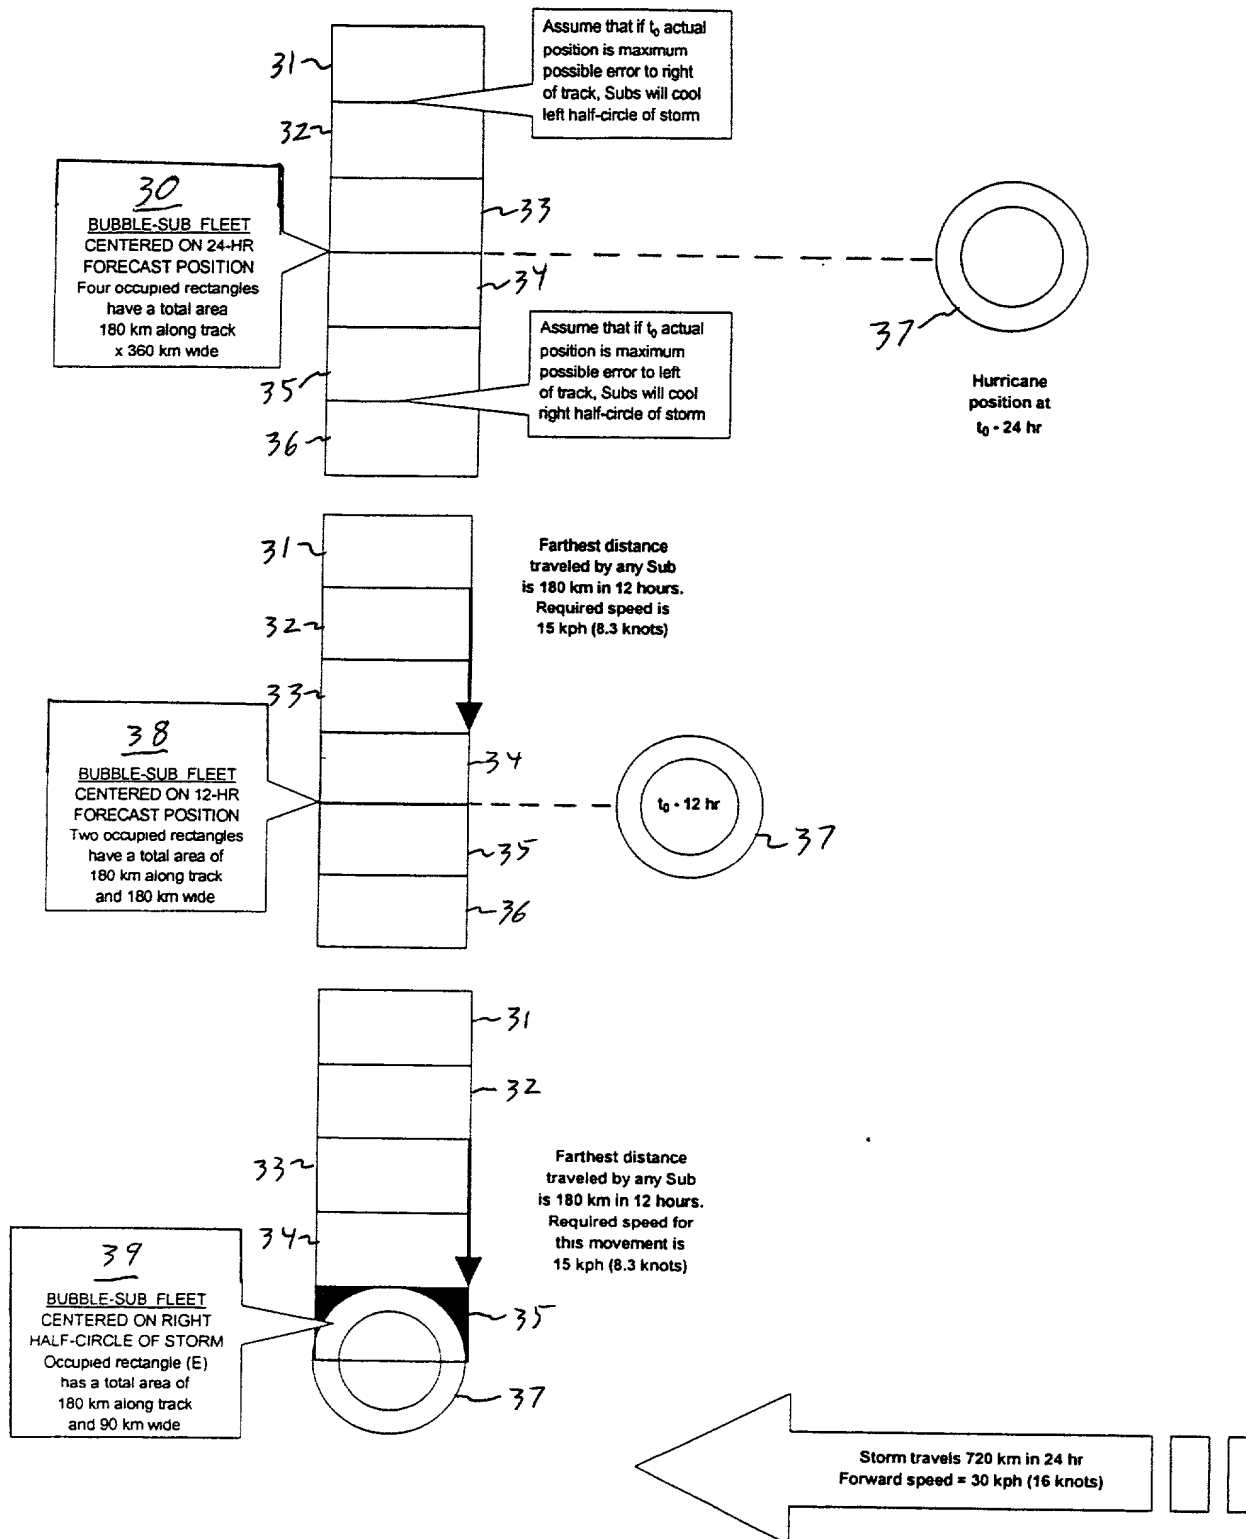 Assume that if t0 actual
position is maximum
possible error to right
of track, Subs will cool
left half-circle of storm
31
32
30
BUBBLE-SUB FLEET
CENTERED ON 24-HR
FORECAST POSITION
Four occupied rectangles
have a total area
180 km along track
x 360 km wide
33
34
37
Hurricane
position at
t0 - 24 hr
Assume that if t0 actual
position is maximum
possible error to left
of track, Subs will cool
right half-circle of storm
35
36
31
32
33
Farthest distance
traveled by any Sub
is 180 km in 12 hours.
Required speed is
15 kph (8.3 knots)
38
BUBBLE-SUB FLEET
CENTERED ON 12-HR
FORECAST POSITION
Two occupied rectangles
have a total area of
180 km along track
and 180 km wide
34
35
36
t0 - 12 hr
37
31
32
33
34
Farthest distance
traveled by any Sub
is 180 km in 12 hours.
Required speed for
this movement is
15 kph (8.3 knots)
39
BUBBLE-SUB FLEET
CENTERED ON RIGHT
HALF-CIRCLE OF STORM
Occupied rectangle (E)
has a total area of
180 km along track
and 90 km wide
35
37
Storm travels 720 km in 24 hr
Forward speed = 30 kph (16 knots)